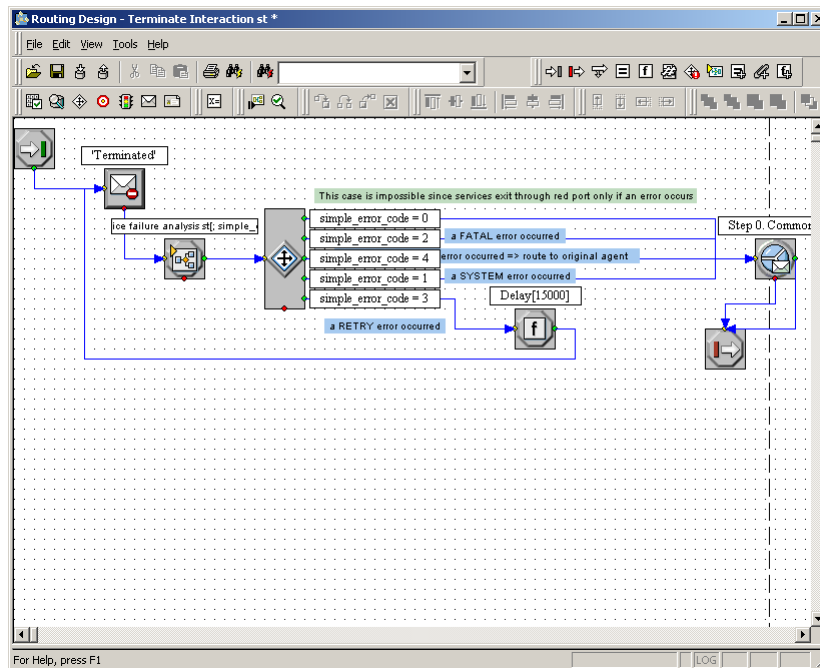 Routing Design - Terminate Interaction st *
File Edit View Tools Help
'Terminated'
This case is impossible since services exit through red port only if an error occurs
ice failure analysis st[; simple_
simple_error_code = 0
Step 0. Common
simple_error_code = 2
a FATAL error occurred
simple_error_code = 4
error occurred => route to original agent
simple_error_code = 1
a SYSTEM error occurred
simple_error_code = 3
Delay[15000]
a RETRY error occurred
f
For Help, press F1
LOG